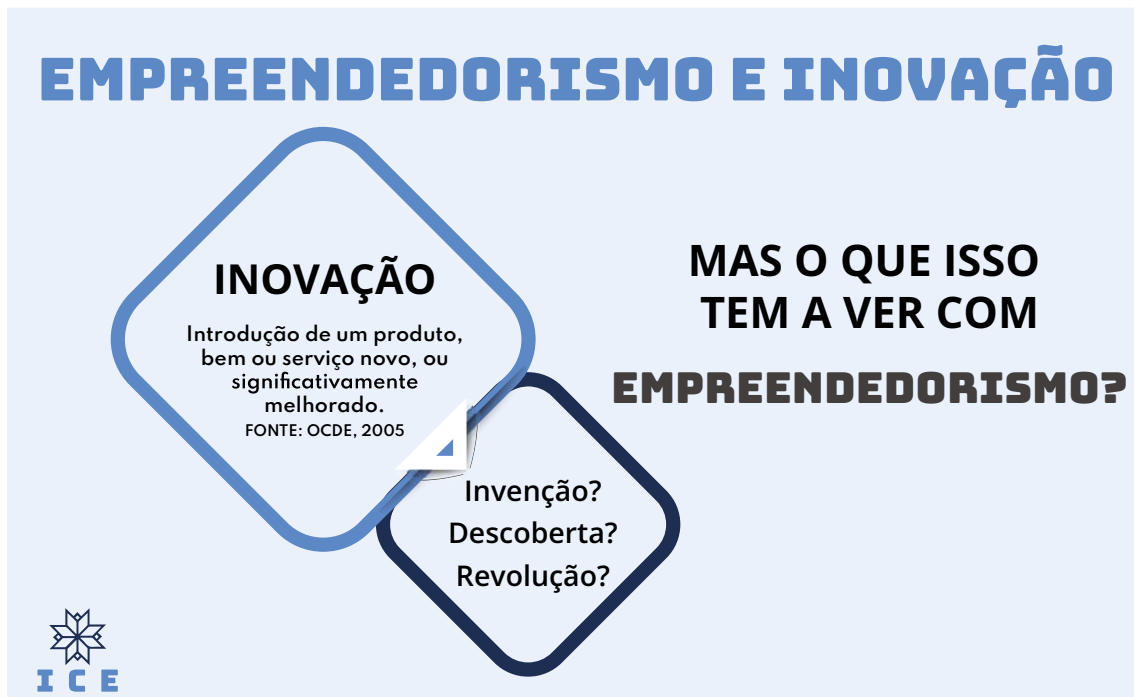 EMPREENDEDORISMO E INOVAÇÃO
INOVAÇÃO
Introdução de um produto,
bem ou serviço novo, ou
significativamente
melhorado.
FONTE: OCDE, 2005
Invenção?
Descoberta?
Revolução?
MAS O QUE ISSO
TEM A VER COM
EMPREENDEDORISMO?
ICE